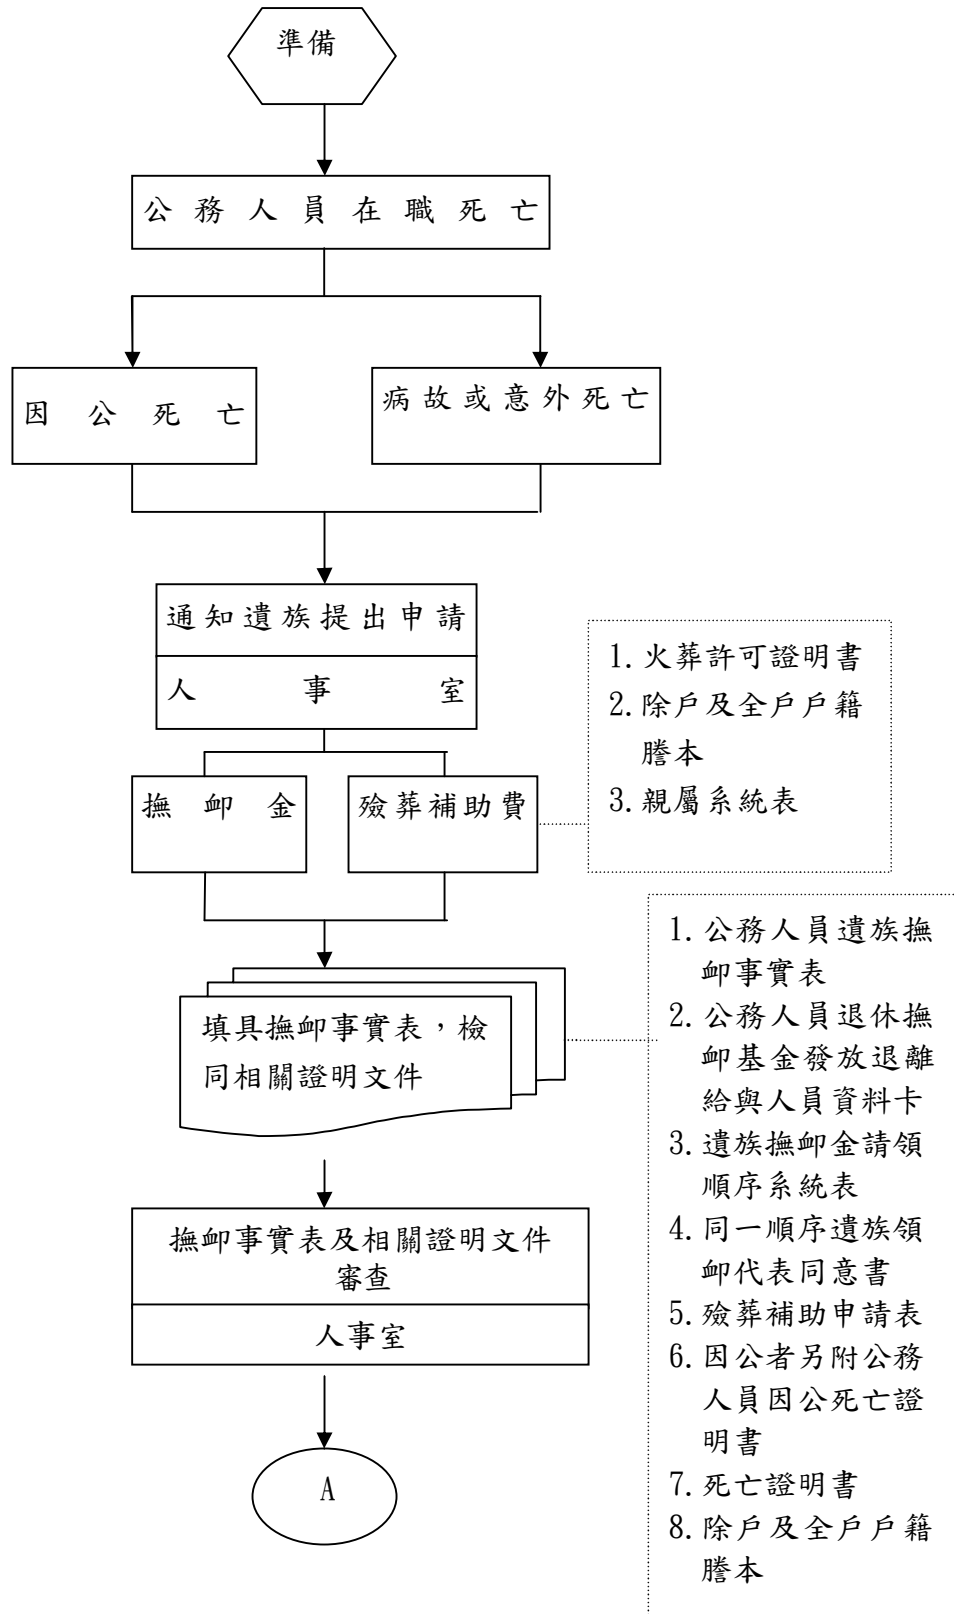 準備
公務人員在職死亡
因公死亡
病故或意外死亡
通知遺族提出申請
人事室
撫卹金
殮葬補助費
1.火葬許可證明書
2.除戶及全戶戶籍
謄本
3.親屬系統表
填具撫卹事實表，檢
同相關證明文件
1.公務人員遺族撫
卹事實表
2.公務人員退休撫
卹基金發放退離
給與人員資料卡
3.遺族撫卹金請領
順序系統表
4.同一順序遺族領
卹代表同意書
5.殮葬補助申請表
6.因公者另附公務
人員因公死亡證
明書
7.死亡證明書
8.除戶及全戶戶籍
謄本
撫卹事實表及相關證明文件
審查
人事室
A